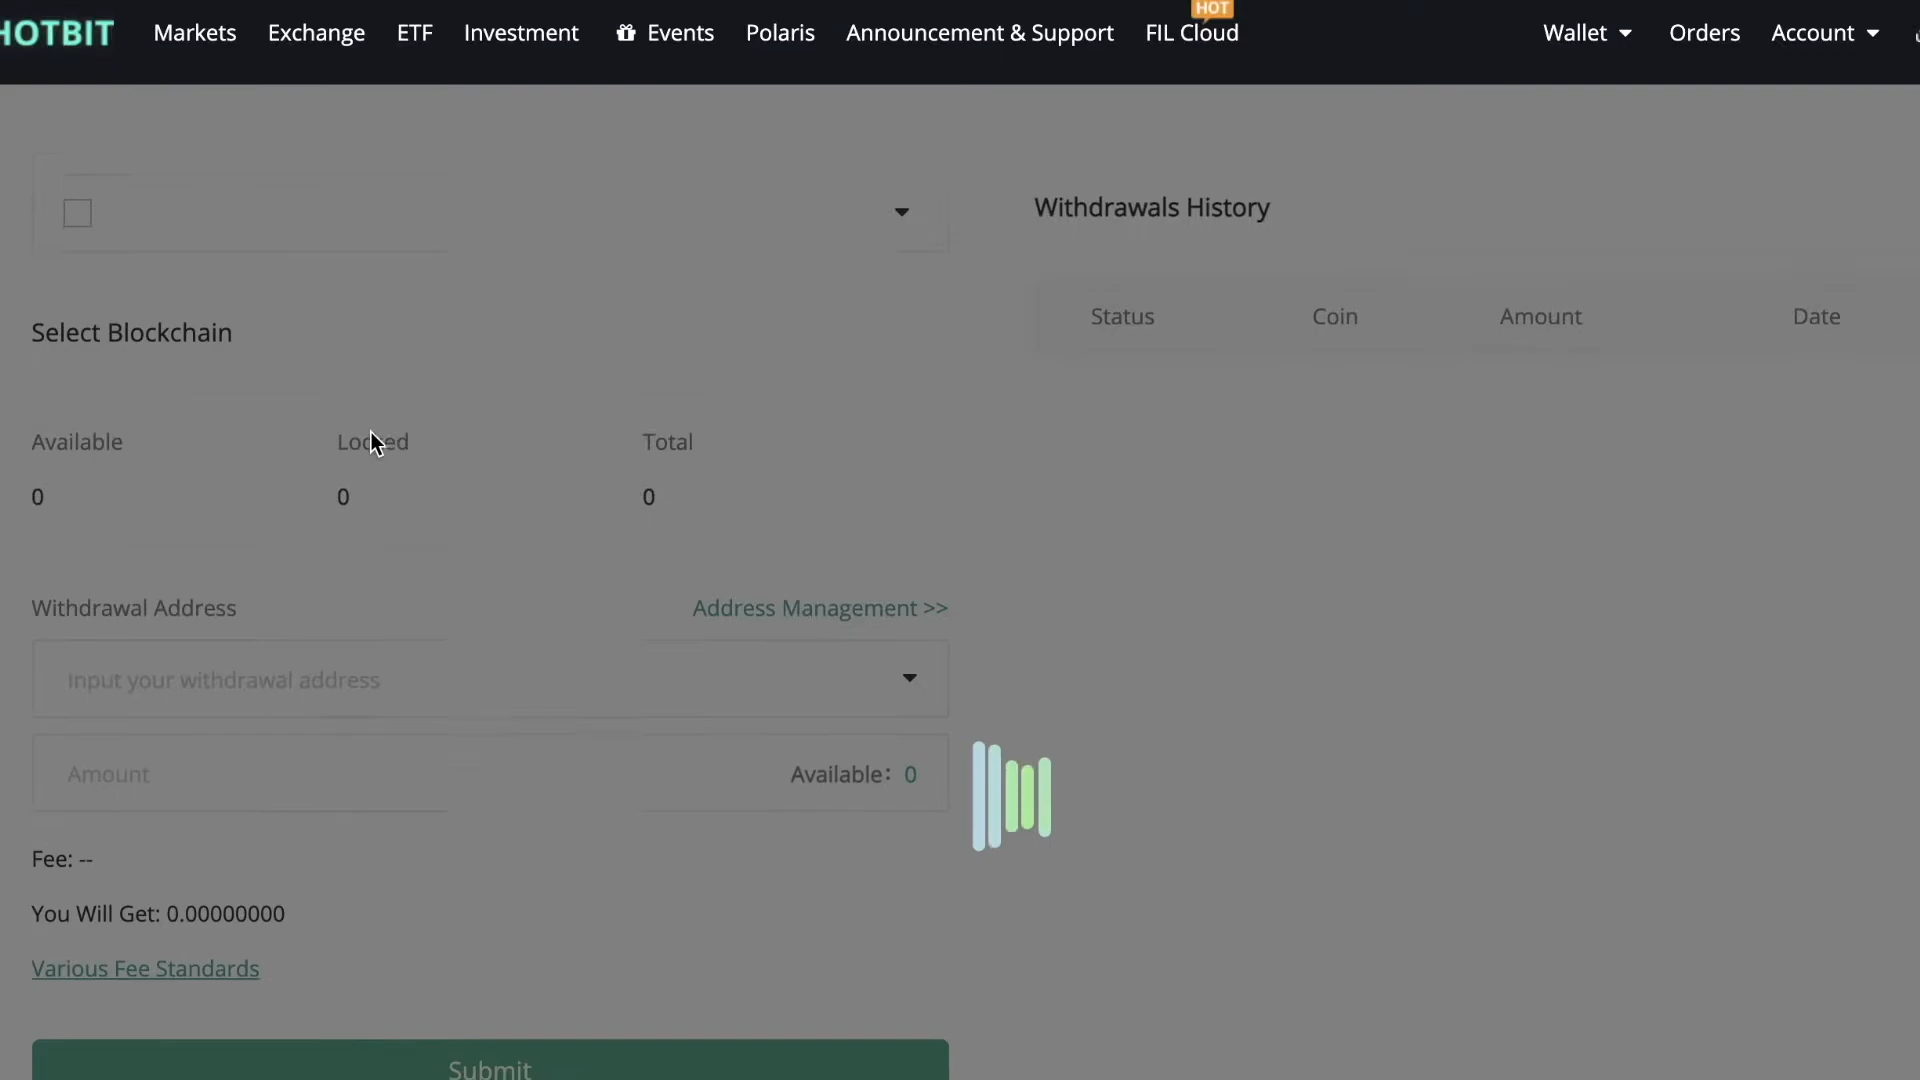 HOTBIT Markets Exchange ETF Investment Events Polaris Announcement & Support HOT FIL Cloud Wallet Orders Account
Withdrawals History
Status Coin Amount Date
Select Blockchain
Available Locked Total
0 0 0
Withdrawal Address Address Management >>
Input your withdrawal address
Amount Available: 0
Fee: --
You Will Get: 0.00000000
Various Fee Standards
Submit